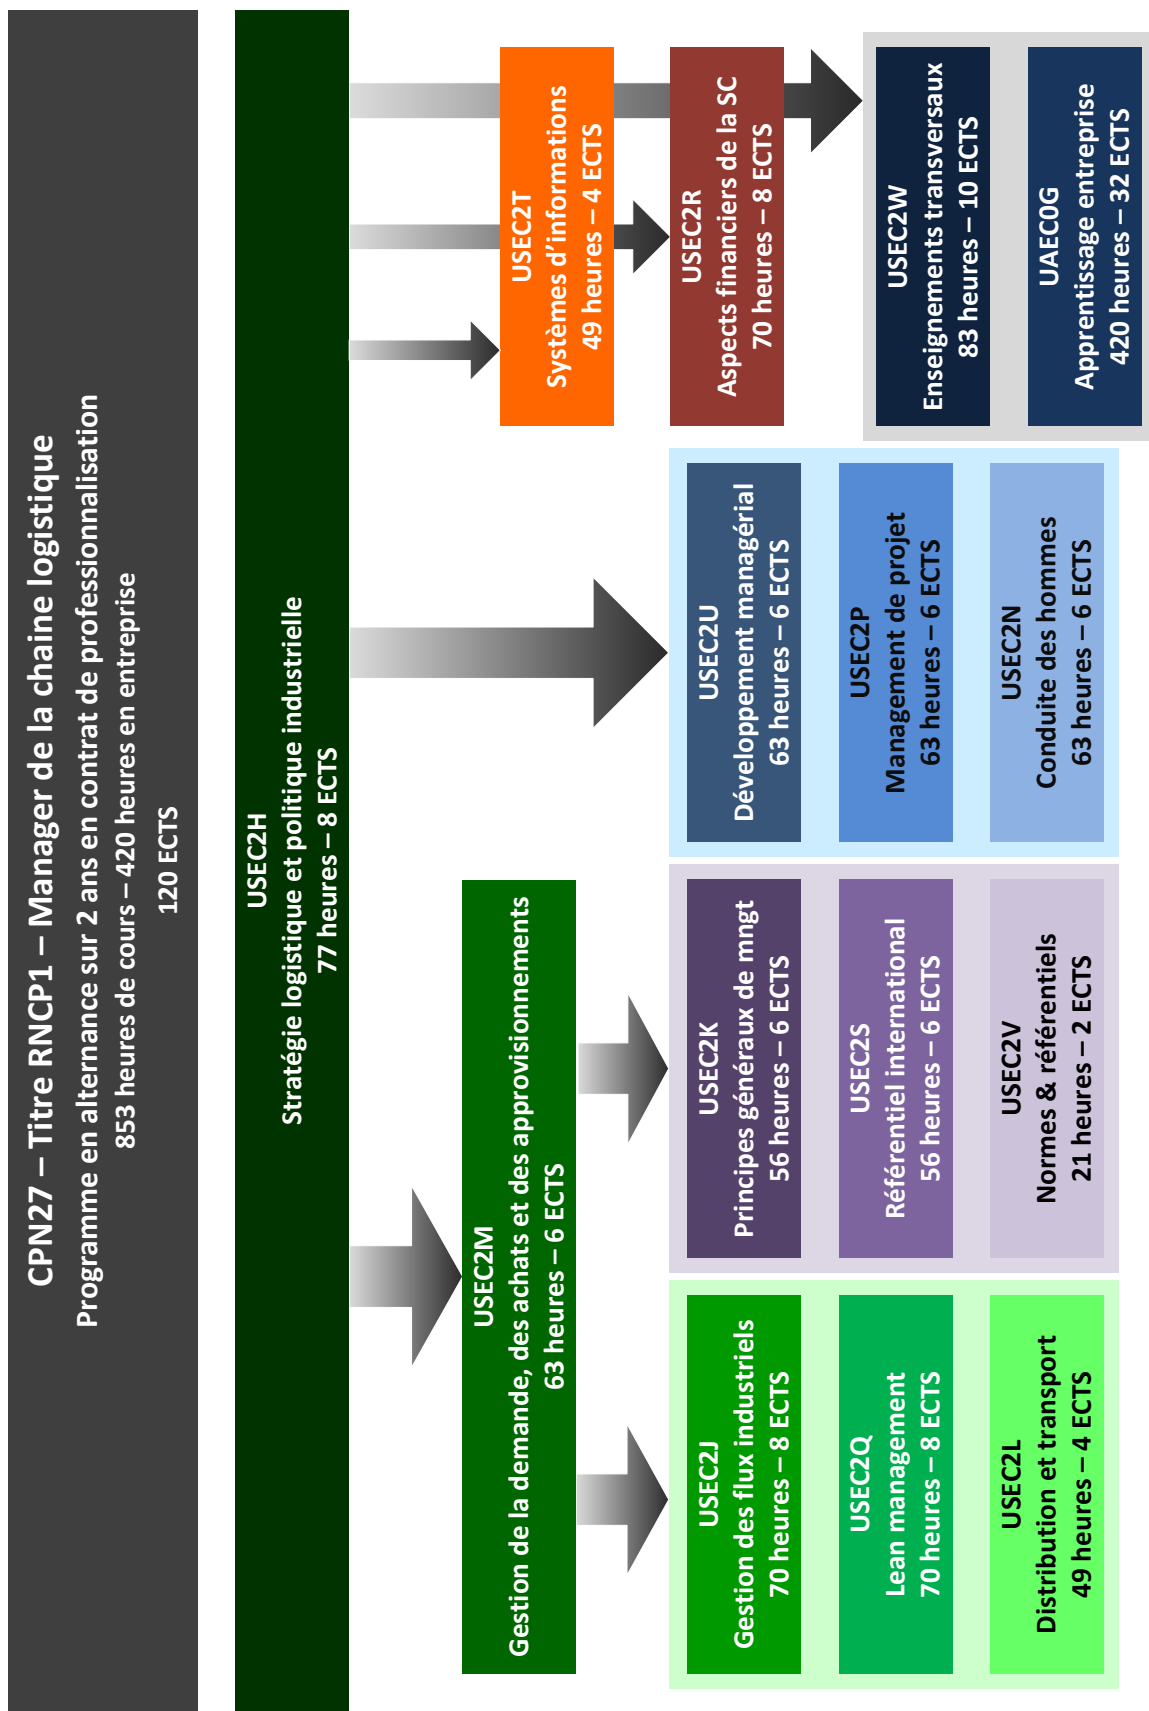 CPN27 – Titre RNCP1 – Manager de la chaine logistique
Programme en alternance sur 2 ans en contrat de professionnalisation
853 heures de cours – 420 heures en entreprise
120 ECTS
USEC2H
Stratégie logistique et politique industrielle
77 heures – 8 ECTS
USEC2M
Gestion de la demande, des achats et des approvisionnements
63 heures – 6 ECTS
USEC2J
Gestion des flux industriels
70 heures – 8 ECTS
USEC2Q
Lean management
70 heures – 8 ECTS
USEC2L
Distribution et transport
49 heures – 4 ECTS
USEC2K
Principes généraux de mngt
56 heures – 6 ECTS
USEC2S
Référentiel international
56 heures – 6 ECTS
USEC2V
Normes & référentiels
21 heures – 2 ECTS
USEC2U
Développement managérial
63 heures – 6 ECTS
USEC2P
Management de projet
63 heures – 6 ECTS
USEC2N
Conduite des hommes
63 heures – 6 ECTS
USEC2T
Systèmes d’informations
49 heures – 4 ECTS
USEC2R
Aspects financiers de la SC
70 heures – 8 ECTS
USEC2W
Enseignements transversaux
83 heures – 10 ECTS
UAEC0G
Apprentissage entreprise
420 heures – 32 ECTS